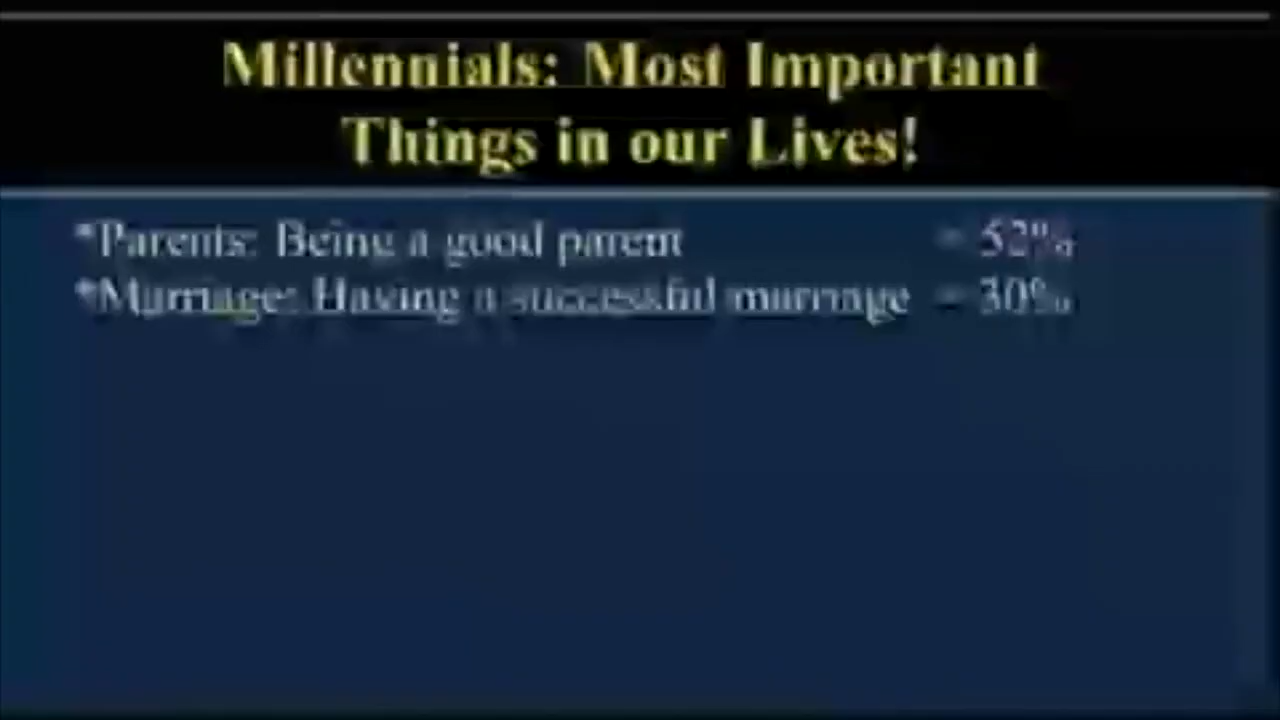 Millennials: Most Important
Things in our Lives!
*Parents: Being a good parent = 52%
*Marriage: Having a successful marriage = 30%